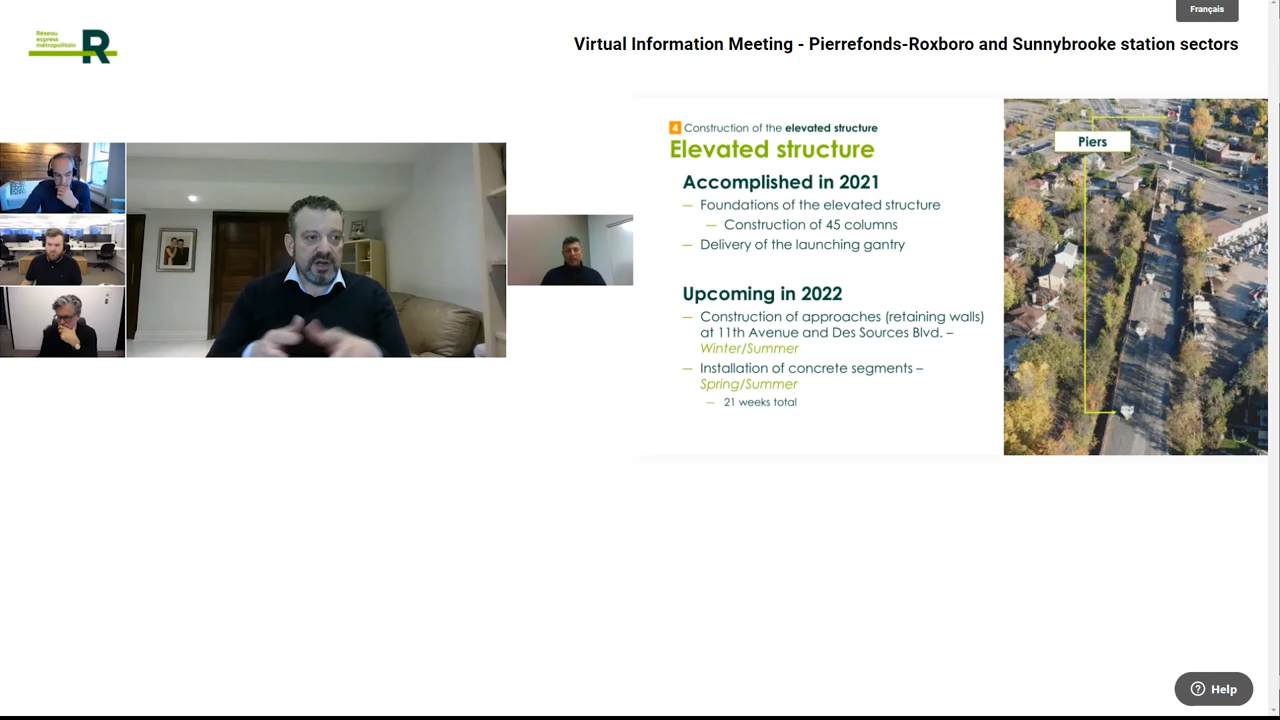 Français
Réseau
express
métropolitain
R
Virtual Information Meeting - Pierrefonds-Roxboro and Sunnybrooke station sectors
4 Construction of the elevated structure
Elevated structure
Accomplished in 2021
— Foundations of the elevated structure
— Construction of 45 columns
— Delivery of the launching gantry
Upcoming in 2022
— Construction of approaches (retaining walls)
at 11th Avenue and Des Sources Blvd. –
Winter/Summer
— Installation of concrete segments –
Spring/Summer
— 21 weeks total
Piers
Help